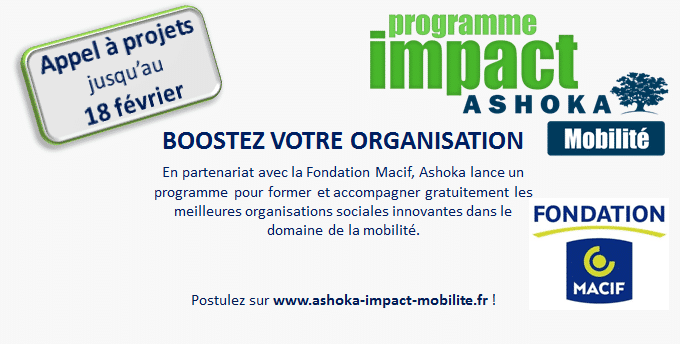 Appel à projets
jusqu'au
18 février
programme
impact
ASHOKA
Mobilité
BOOSTEZ VOTRE ORGANISATION
En partenariat avec la Fondation Macif, Ashoka lance un
programme pour former et accompagner gratuitement les
meilleures organisations sociales innovantes dans le
domaine de la mobilité.
FONDATION
MACIF
Postulez sur www.ashoka-impact-mobilite.fr !